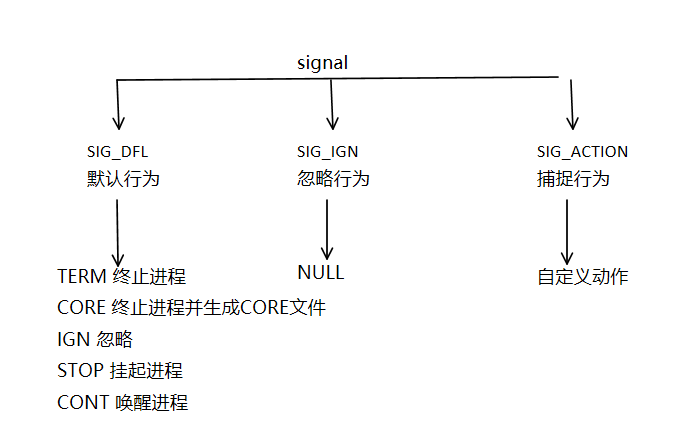 signal
SIG_DFL
默认行为
SIG_IGN
忽略行为
SIG_ACTION
捕捉行为
TERM 终止进程
CORE 终止进程并生成CORE文件
IGN 忽略
STOP 挂起进程
CONT 唤醒进程
NULL
自定义动作